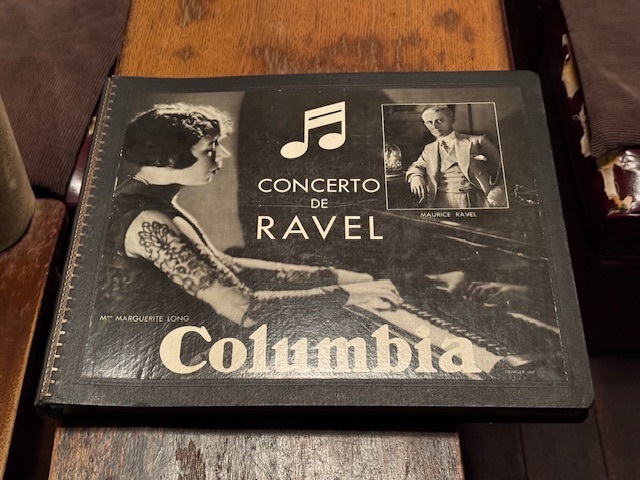 CONCERTO
DE
RAVEL
MAURICE RAVEL
Mme MARGUERITE LONG
Columbia